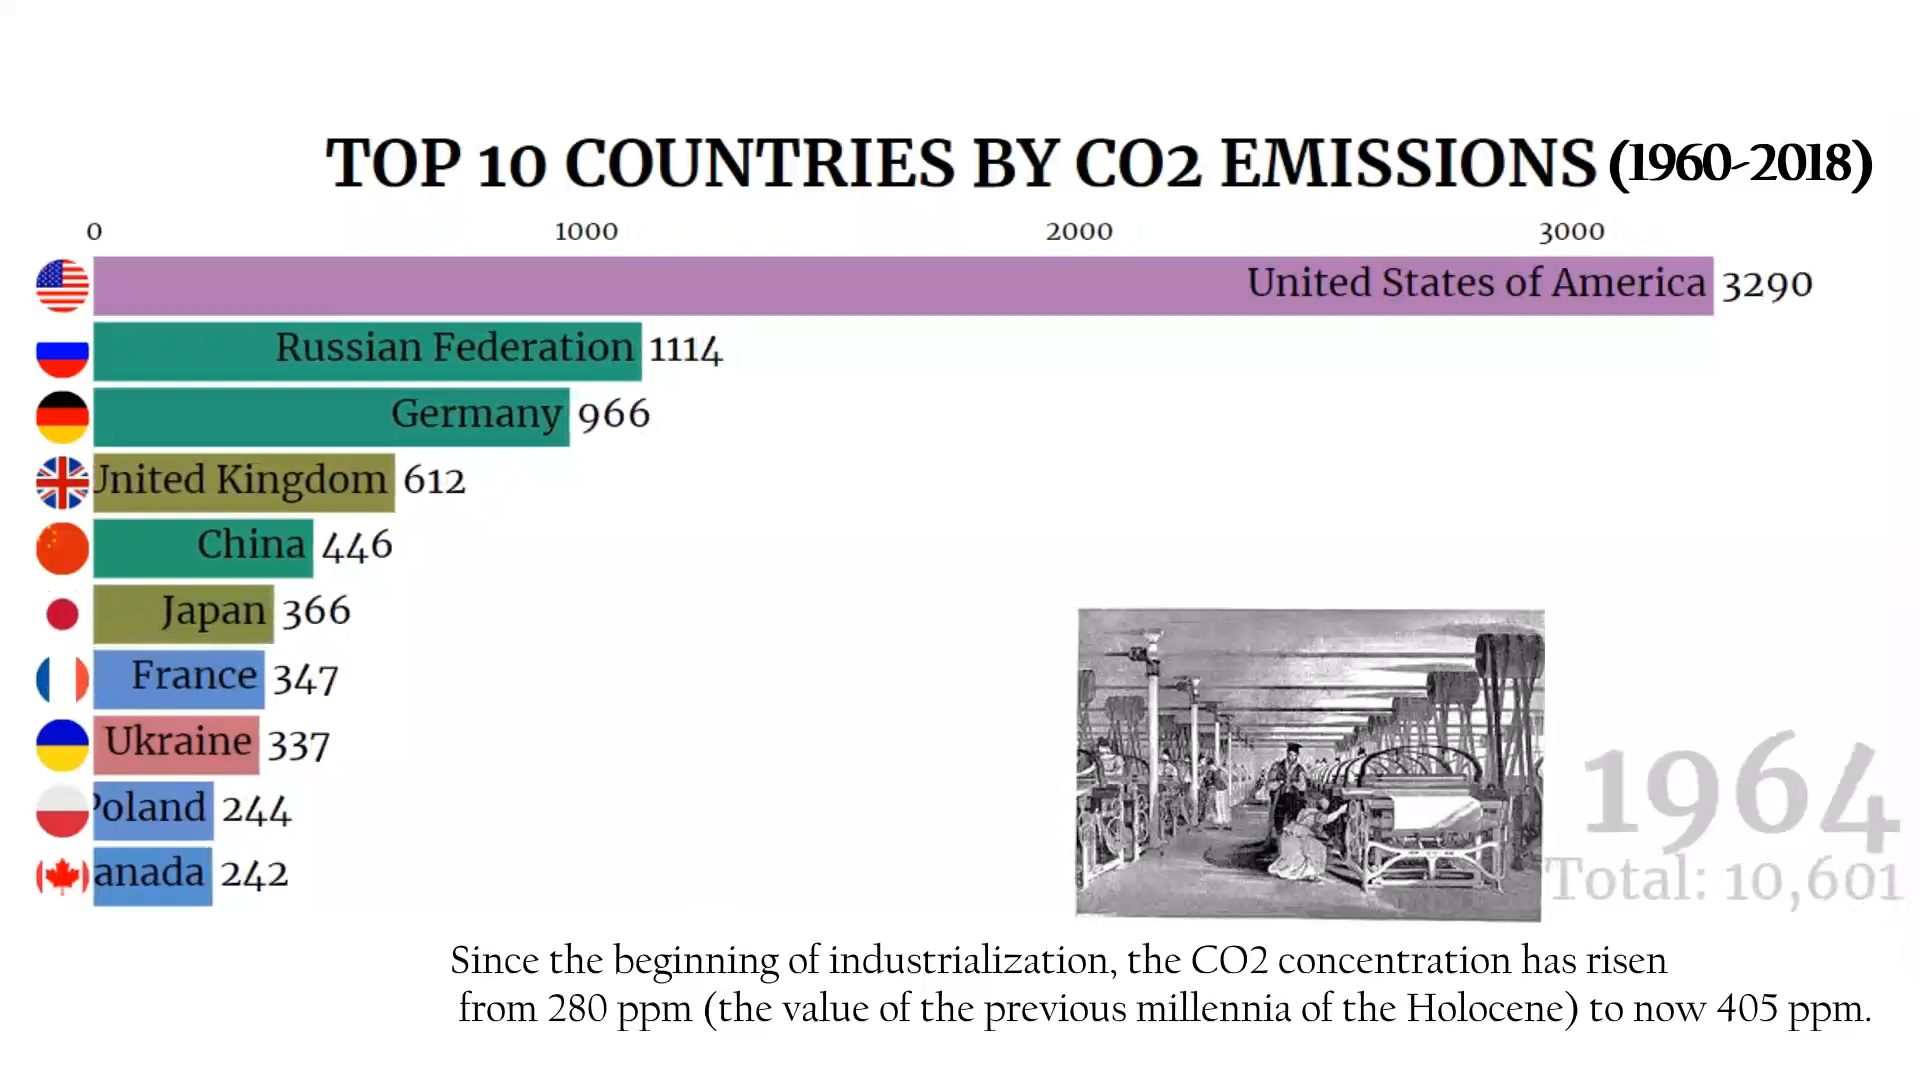 TOP 10 COUNTRIES BY CO2 EMISSIONS (1960-2018)
0 1000 2000 3000
United States of America 3290
Russian Federation 1114
Germany 966
United Kingdom 612
China 446
Japan 366
France 347
Ukraine 337
Poland 244
anada 242
1964
Total: 10,601
Since the beginning of industrialization, the CO2 concentration has risen
from 280 ppm (the value of the previous millennia of the Holocene) to now 405 ppm.